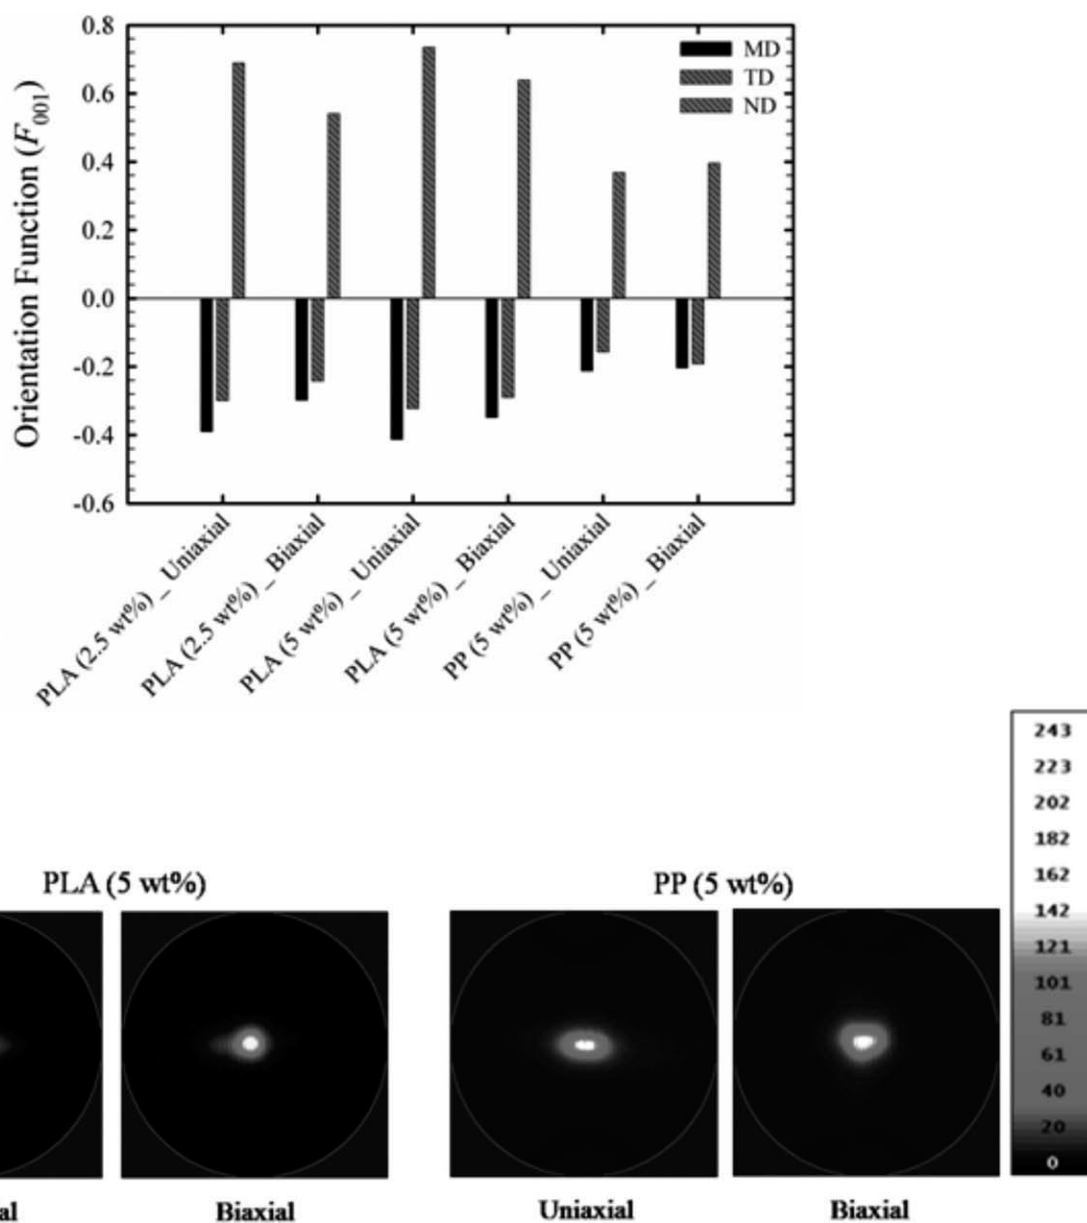 0.8
0.6
0.4
0.2
0.0
-0.2
-0.4
-0.6
Orientation Function (F001)
MD
TD
ND
PLA (2.5 wt%) _ Uniaxial
PLA (2.5 wt%) _ Biaxial
PLA (5 wt%) _ Uniaxial
PLA (5 wt%) _ Biaxial
PP (5 wt%) _ Uniaxial
PP (5 wt%) _ Biaxial
PLA (5 wt%)
PP (5 wt%)
243
223
202
182
162
142
121
101
81
61
40
20
0
al
Biaxial
Uniaxial
Biaxial